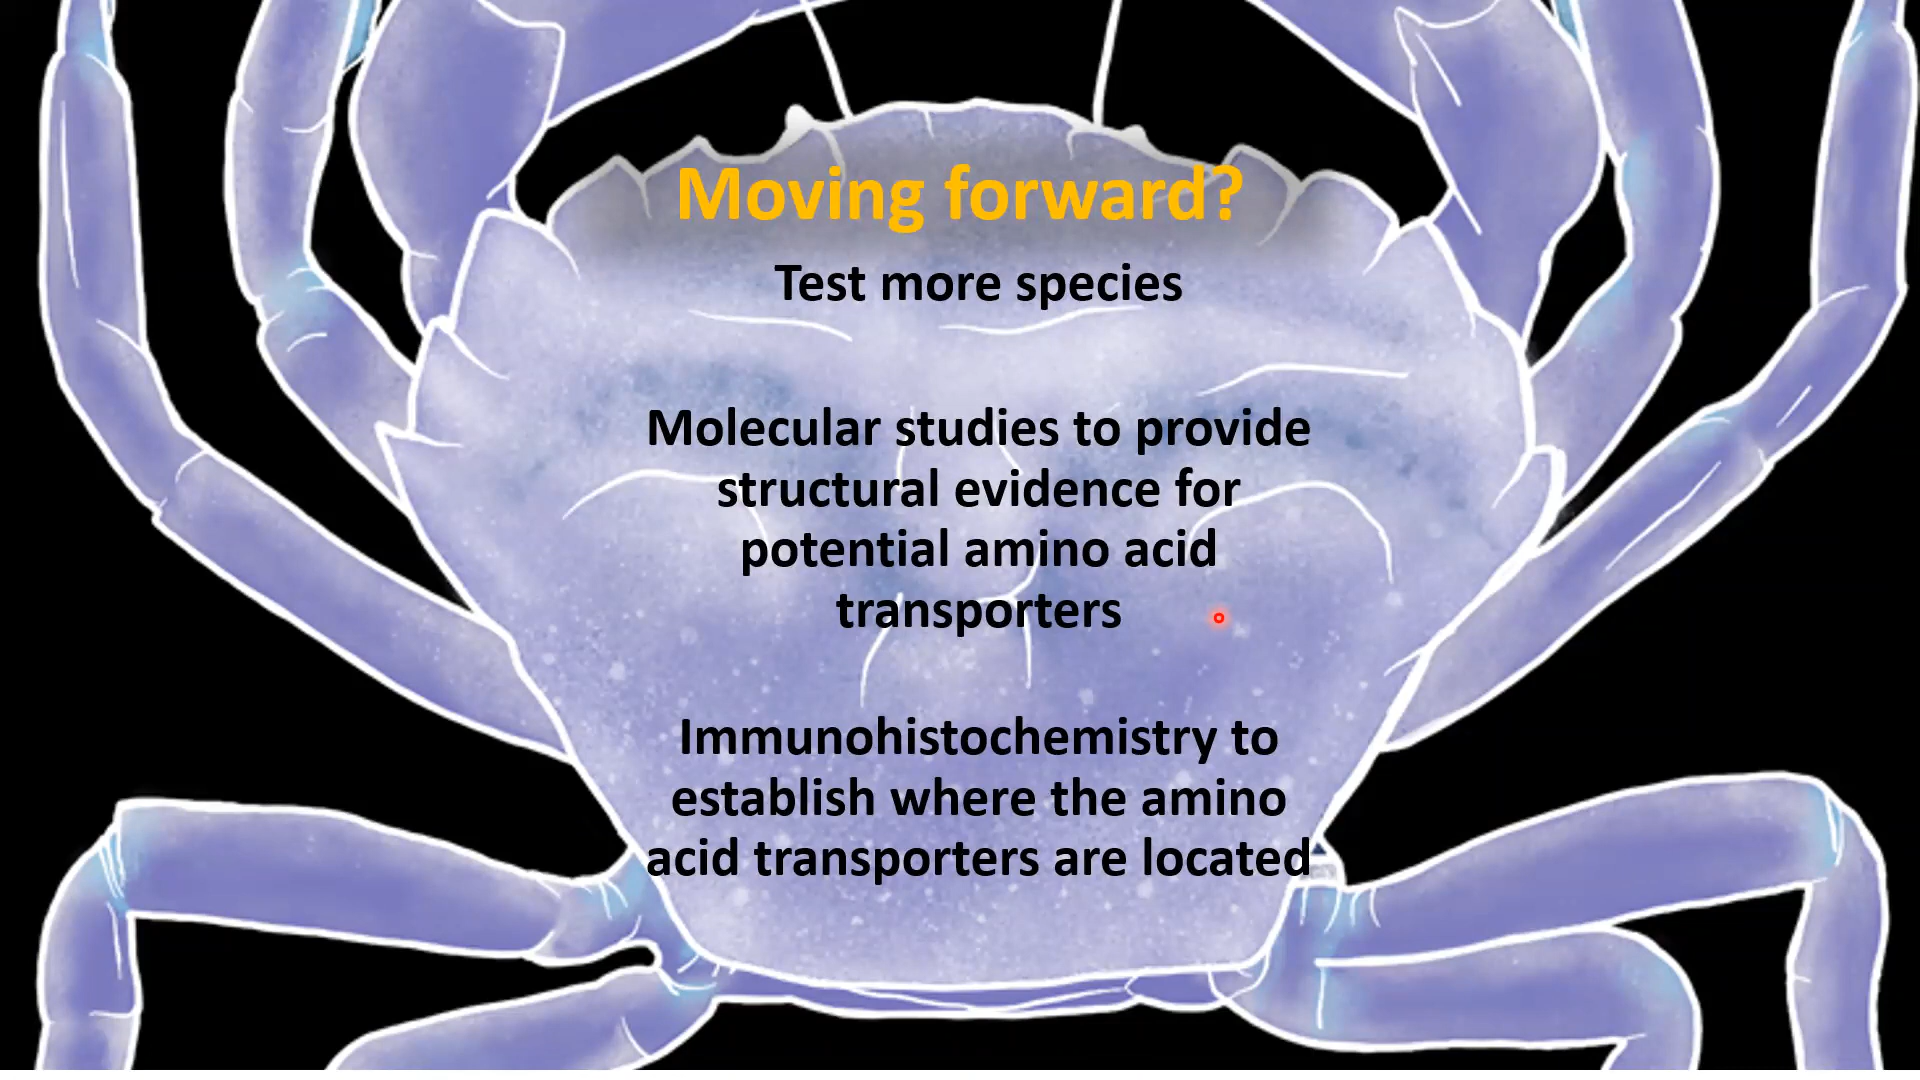 Moving forward?
Test more species
Molecular studies to provide
structural evidence for
potential amino acid
transporters
Immunohistochemistry to
establish where the amino
acid transporters are located